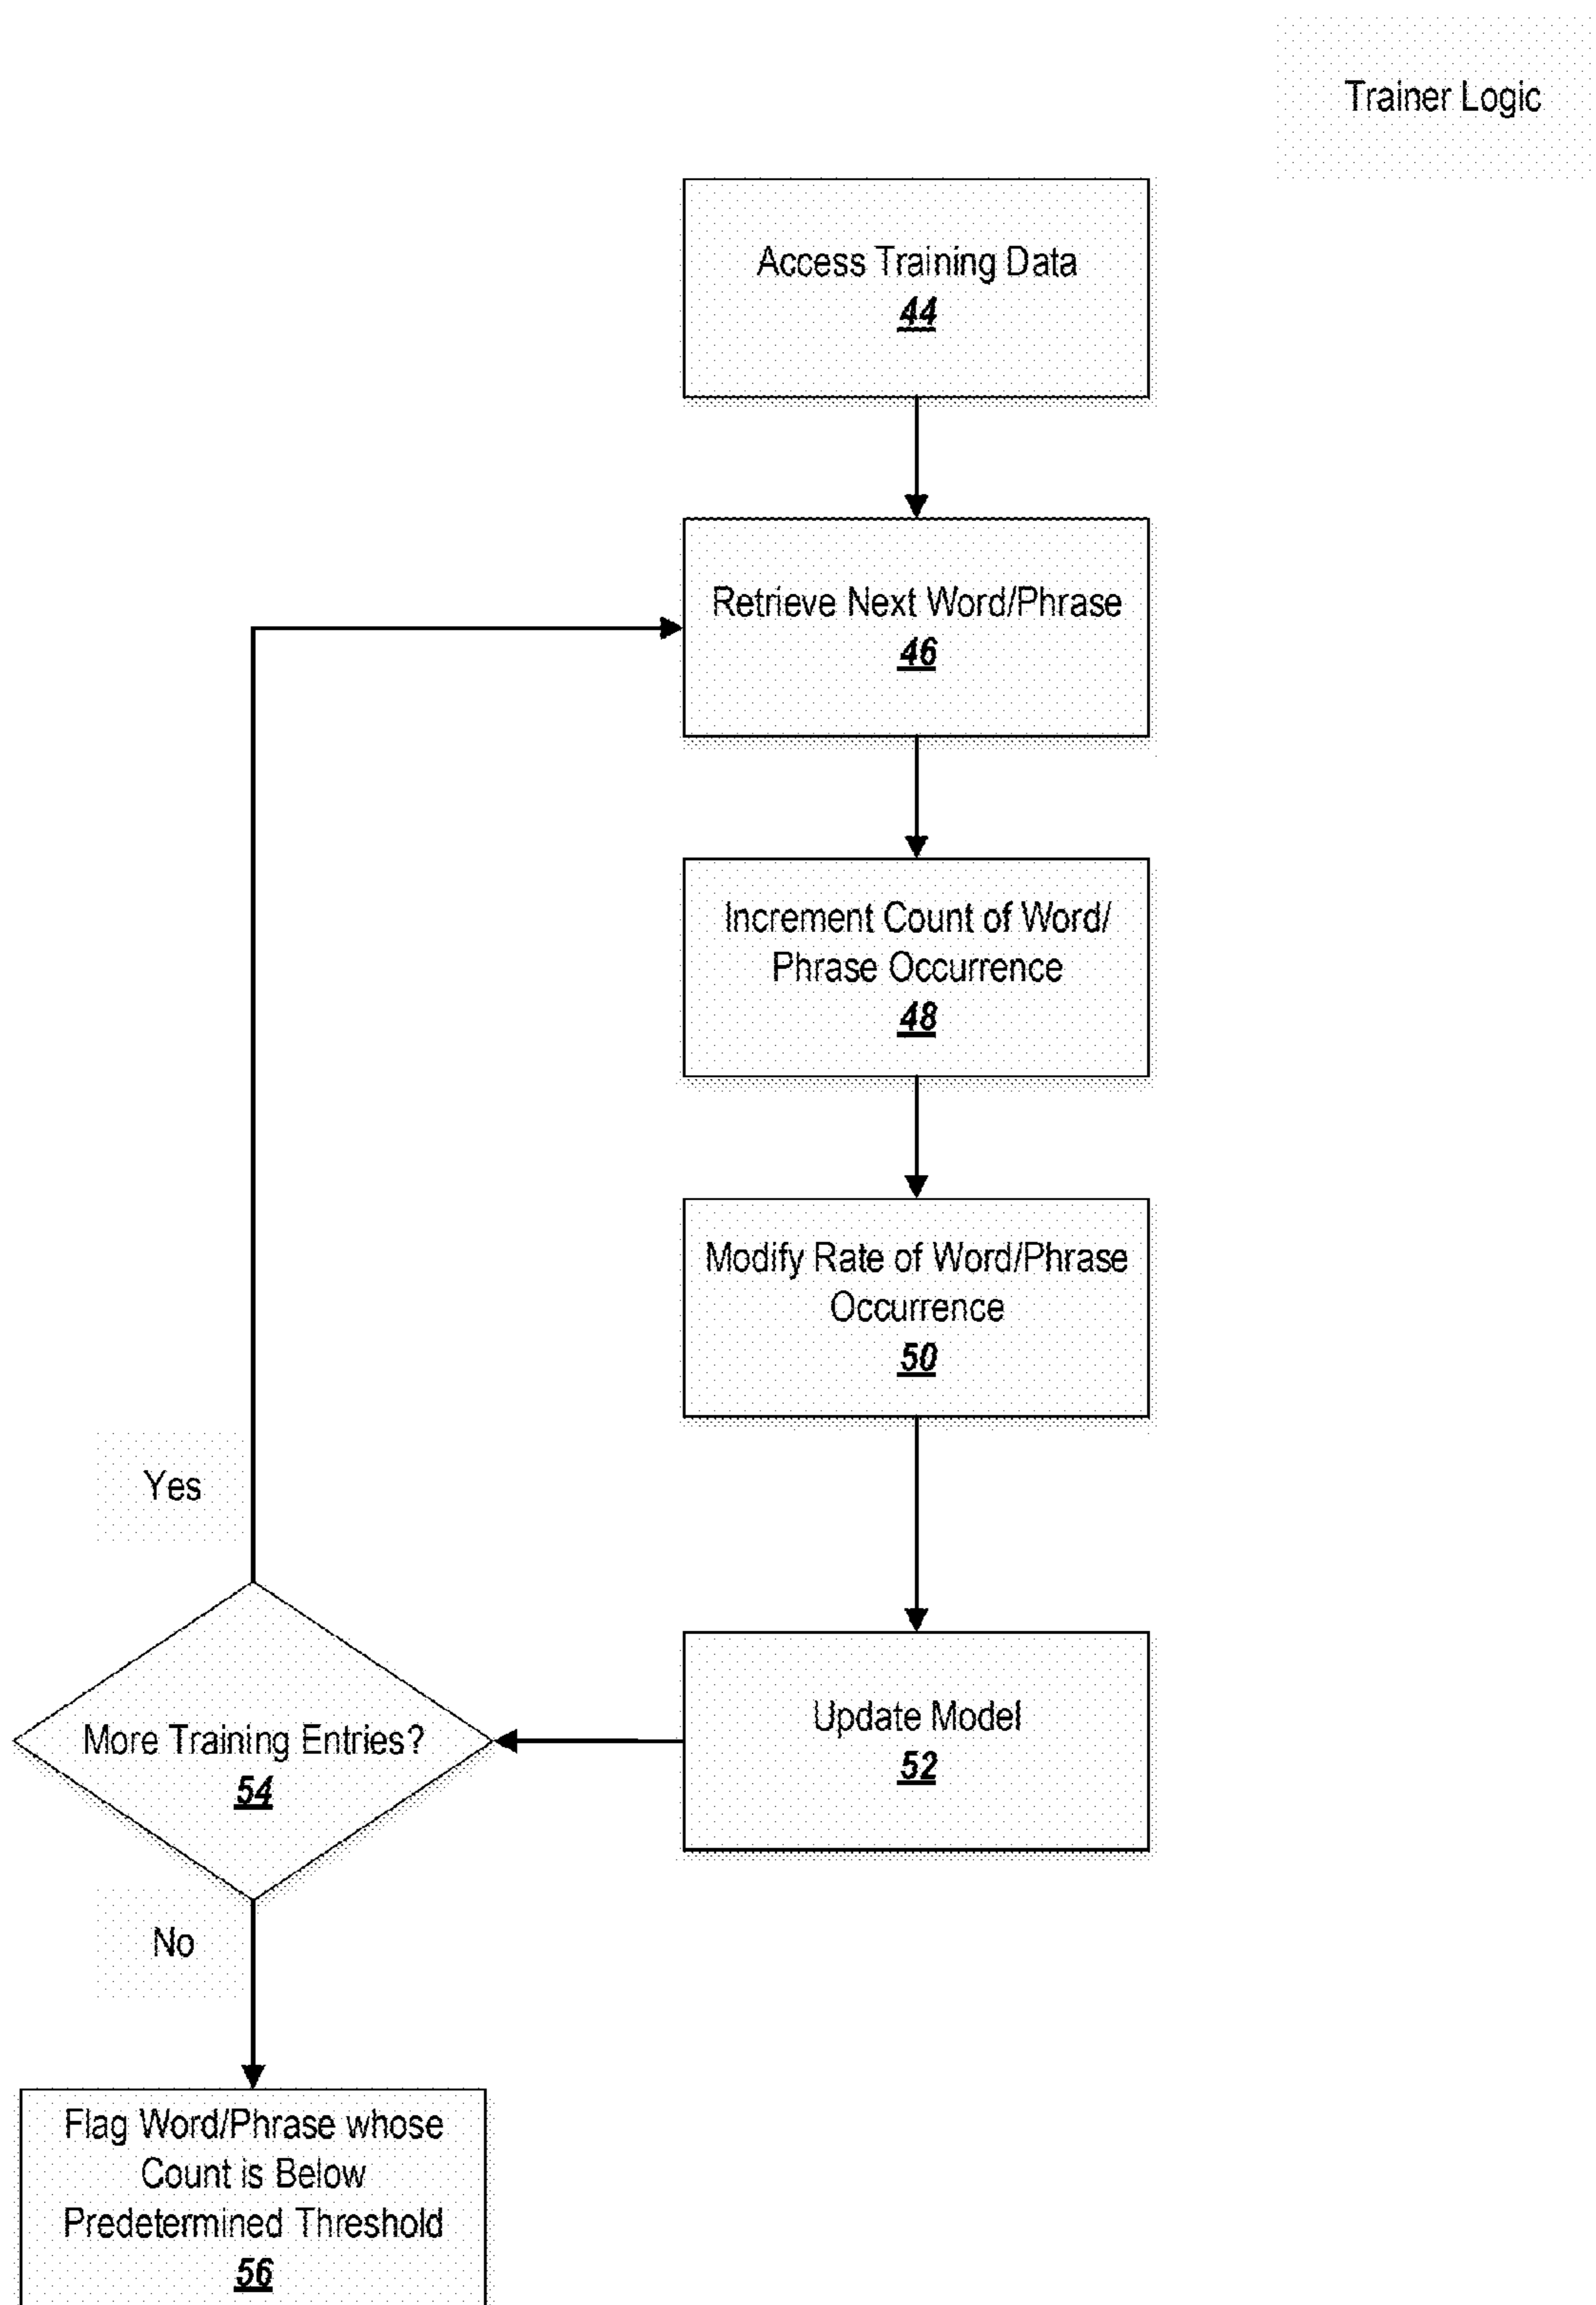 Trainer Logic
Access Training Data
44
Retrieve Next Word/Phrase
46
Increment Count of Word/
Phrase Occurrence
48
Modify Rate of Word/Phrase
Occurrence
50
Yes
Update Model
52
More Training Entries?
54
No
Flag Word/Phrase whose
Count is Below
Predetermined Threshold
56